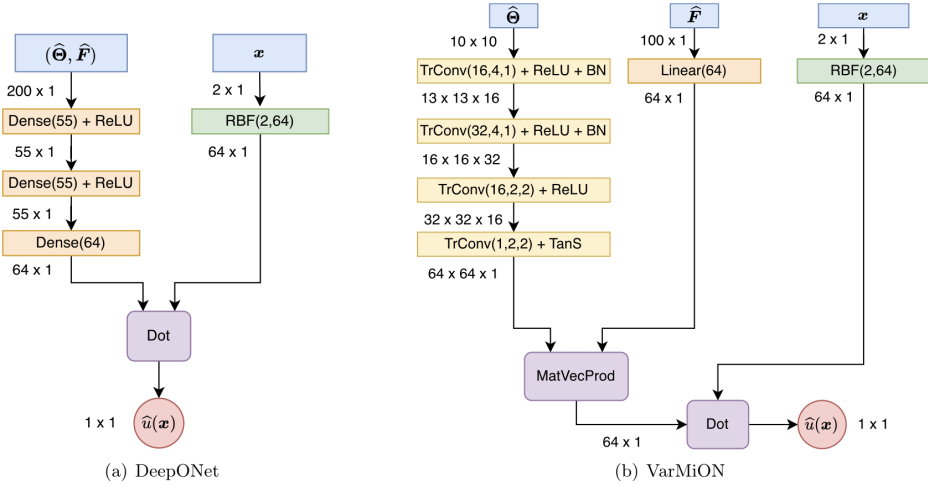 (Θ̂, F̂)
x
200 x 1
2 x 1
Dense(55) + ReLU
RBF(2,64)
55 x 1
64 x 1
Dense(55) + ReLU
55 x 1
Dense(64)
64 x 1
Dot
1 x 1
û(x)
(a) DeepONet
Θ̂
F̂
x
10 x 10
100 x 1
2 x 1
TrConv(16,4,1) + ReLU + BN
Linear(64)
RBF(2,64)
13 x 13 x 16
64 x 1
64 x 1
TrConv(32,4,1) + ReLU + BN
16 x 16 x 32
TrConv(16,2,2) + ReLU
32 x 32 x 16
TrConv(1,2,2) + TanS
64 x 64 x 1
MatVecProd
64 x 1
Dot
û(x)
1 x 1
(b) VarMiON